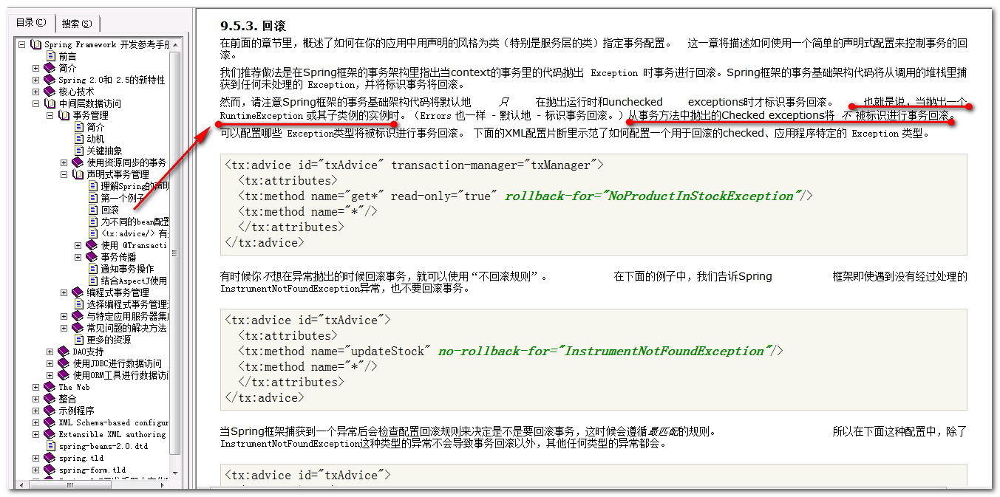 目录(C)
搜索(S)
Spring Framework 开发参考手册
前言
简介
Spring 2.0和 2.5的新特性
核心技术
中间层数据访问
事务管理
简介
动机
关键抽象
使用资源同步的事务
声明式事务管理
理解Spring的声明
第一个例子
回滚
为不同的bean配置
<tx:advice/> 有
使用 @Transacti
事务传播
通知事务操作
结合AspectJ使用
编程式事务管理
选择编程式事务管理
与特定应用服务器集
常见问题的解决方法
更多的资源
DAO支持
使用JDBC进行数据访问
使用ORM工具进行数据访
The Web
整合
示例程序
XML Schema-based configur
Extensible XML authoring
spring-beans-2.0.dtd
spring.tld
spring-form.tld
9.5.3. 回滚
在前面的章节里，概述了如何在你的应用中用声明的风格为类（特别是服务层的类）指定事务配置。 这一章将描述如何使用一个简单的声明式配置来控制事务的回
滚。
我们推荐做法是在Spring框架的事务架构里指出当context的事务里的代码抛出 Exception 时事务进行回滚。Spring框架的事务基础架构代码将从调用的堆栈里捕
获到任何未处理的 Exception，并将标识事务将回滚。
然而，请注意Spring框架的事务基础架构代码将默认地 只 在抛出运行时和unchecked exceptions时才标识事务回滚。 也就是说，当抛出一个
RuntimeException 或其子类例的实例时。（Errors 也一样 - 默认地 - 标识事务回滚。）从事务方法中抛出的Checked exceptions将 不 被标识进行事务回滚。
可以配置哪些 Exception类型将被标识进行事务回滚。 下面的XML配置片断里示范了如何配置一个用于回滚的checked、应用程序特定的 Exception 类型。
<tx:advice id="txAdvice" transaction-manager="txManager">
<tx:attributes>
<tx:method name="get*" read-only="true" rollback-for="NoProductInStockException"/>
<tx:method name="*"/>
</tx:attributes>
</tx:advice>
有时候你不想在异常抛出的时候回滚事务，就可以使用“不回滚规则”。 在下面的例子中，我们告诉Spring 框架即使遇到没有经过处理的
InstrumentNotFoundException异常，也不要回滚事务。
<tx:advice id="txAdvice">
<tx:attributes>
<tx:method name="updateStock" no-rollback-for="InstrumentNotFoundException"/>
<tx:method name="*"/>
</tx:attributes>
</tx:advice>
当Spring框架捕获到一个异常后会检查配置回滚规则来决定是不是要回滚事务，这时候会遵循最匹配的规则。 所以在下面这种配置中，除了
InstrumentNotFoundException这种类型的异常不会导致事务回滚以外，其他任何类型的异常都会。
<tx:advice id="txAdvice">